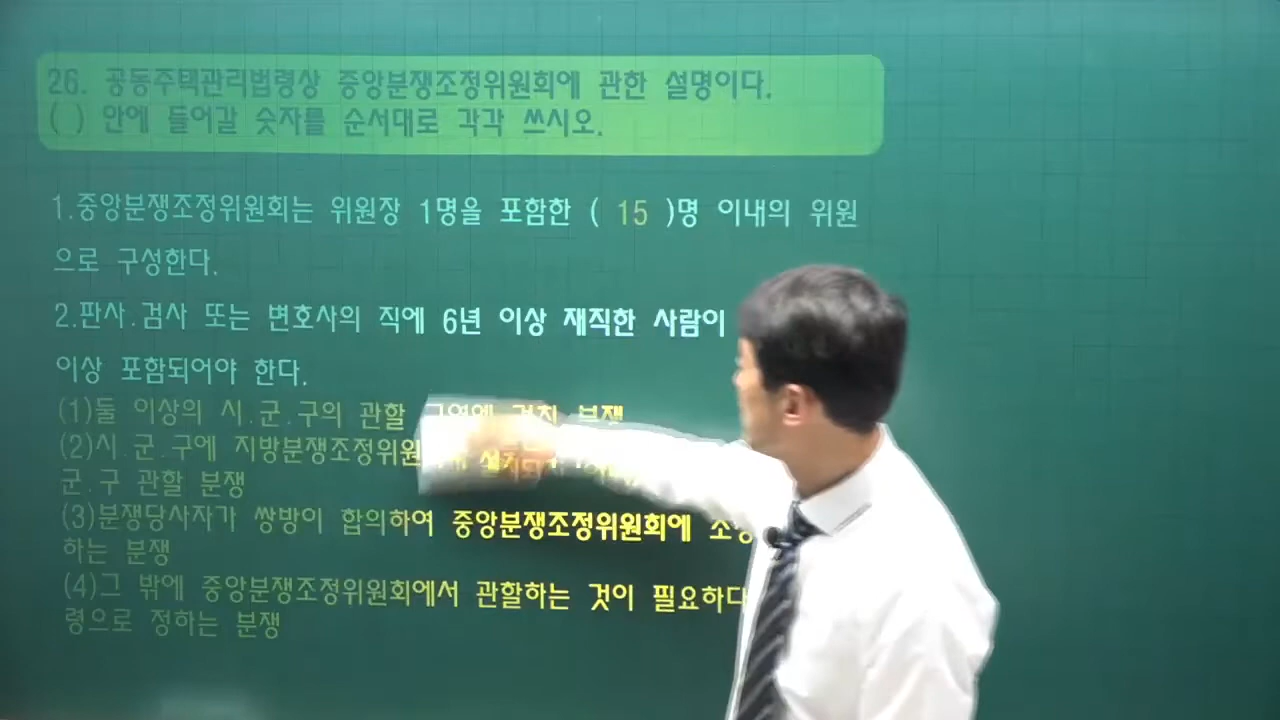 26. 공동주택관리법령상 중앙분쟁조정위원회에 관한 설명이다.
( ) 안에 들어갈 숫자를 순서대로 각각 쓰시오.
1.중앙분쟁조정위원회는 위원장 1명을 포함한 ( 15 )명 이내의 위원
으로 구성한다.
2.판사.검사 또는 변호사의 직에 6년 이상 재직한 사람이
이상 포함되어야 한다.
(1)둘 이상의 시.군.구의 관할 분쟁
(2)시.군.구에 지방분쟁조정위원
군.구 관할 분쟁
(3)분쟁당사자가 쌍방이 합의하여 중앙분쟁조정위원회에
하는 분쟁
(4)그 밖에 중앙분쟁조정위원회에서 관할하는 것이 필요하다
령으로 정하는 분쟁